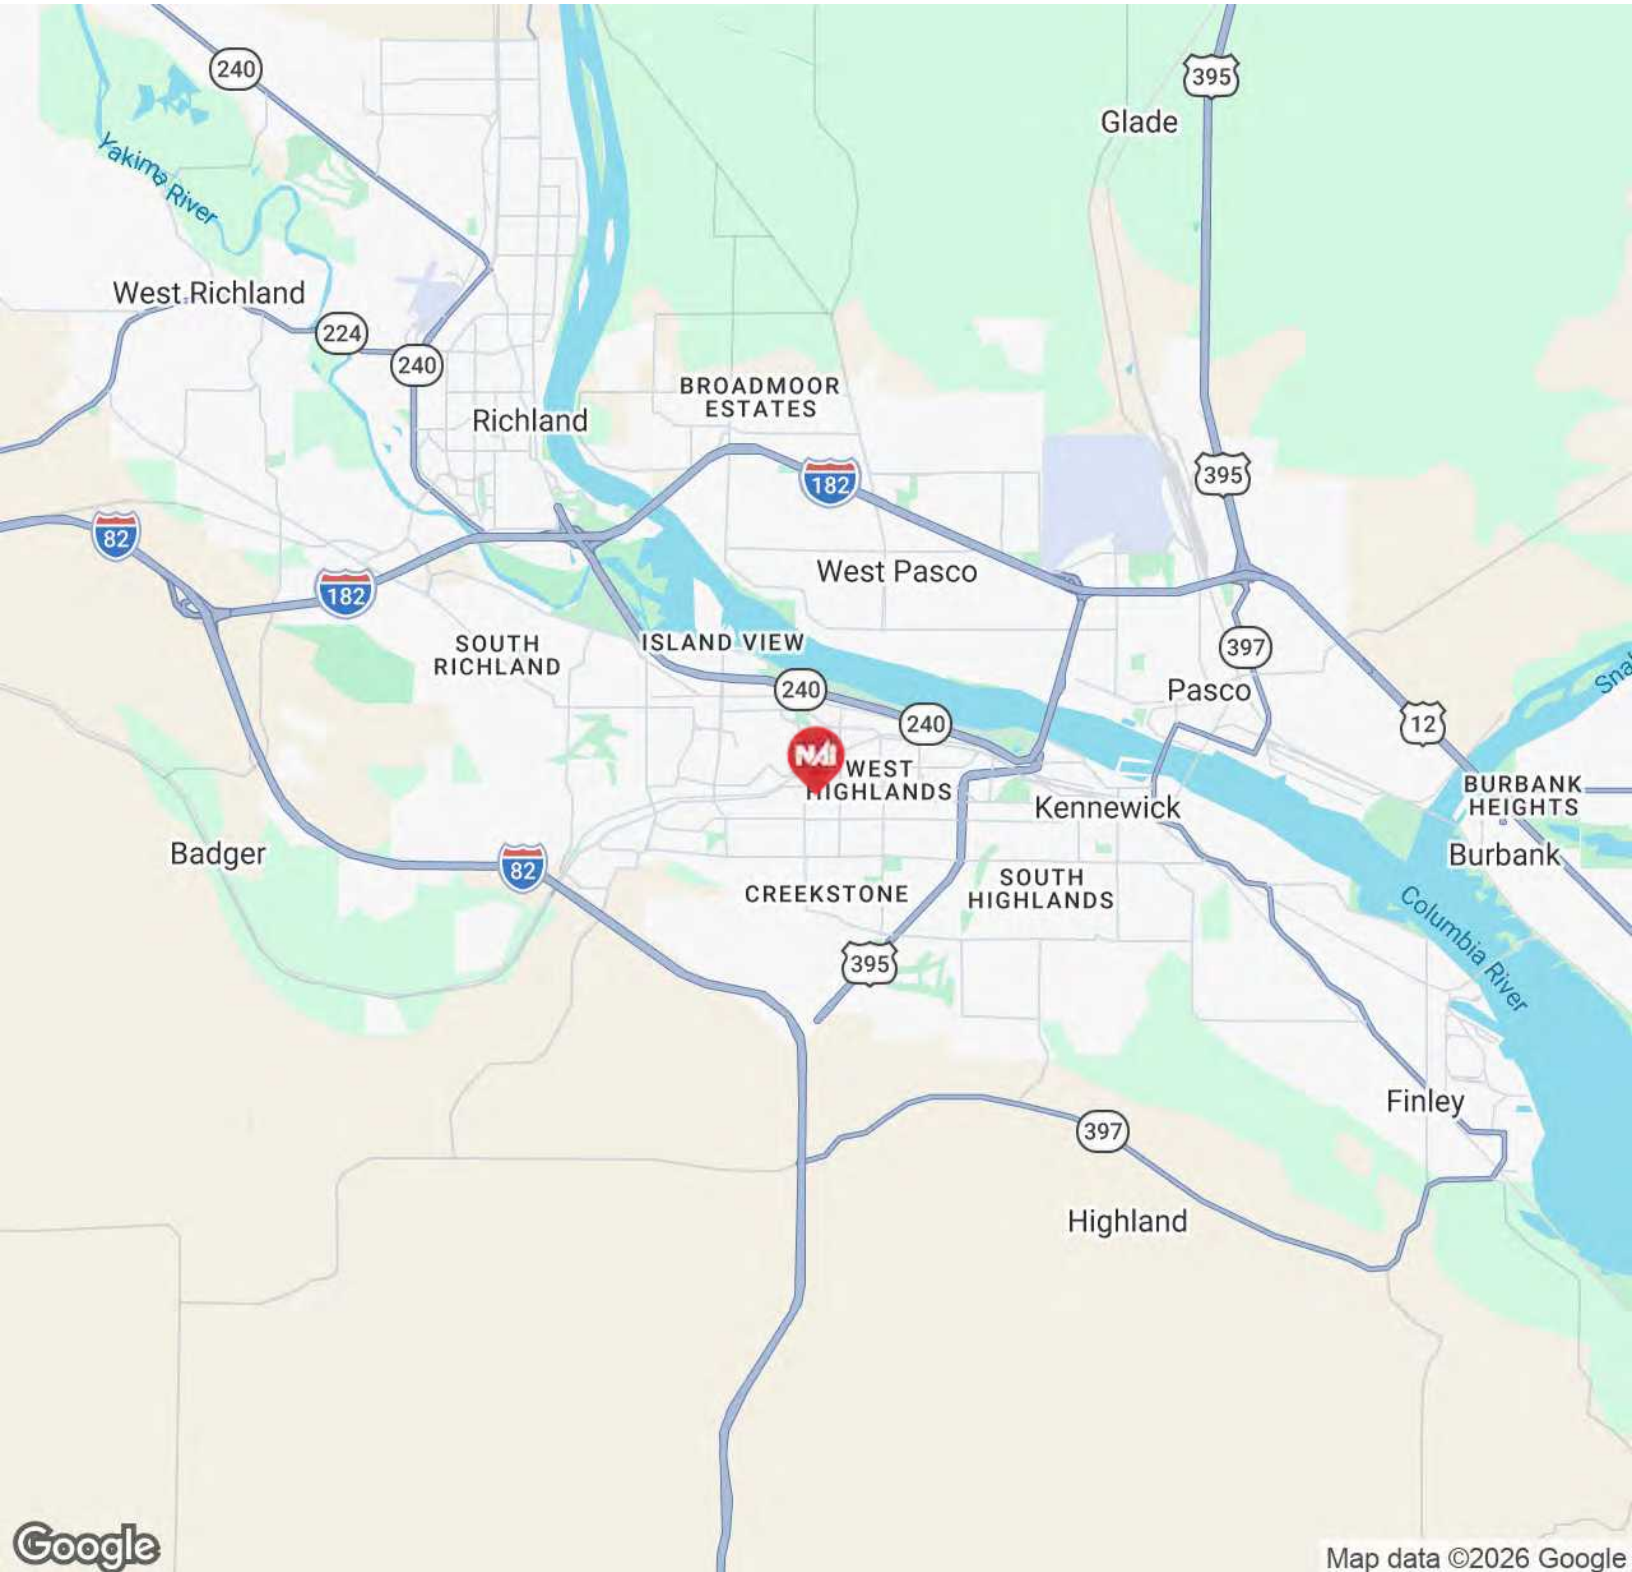 240
395
Glade
Yakima River
West Richland
224
240
BROADMOOR
ESTATES
Richland
395
182
82
West Pasco
182
SOUTH
RICHLAND
ISLAND VIEW
397
240
Pasco
240
12
NAI
WEST
HIGHLANDS
BURBANK
HEIGHTS
Kennewick
Badger
82
Burbank
CREEKSTONE
SOUTH
HIGHLANDS
Columbia River
395
Finley
397
Highland
Google
Map data ©2026 Google